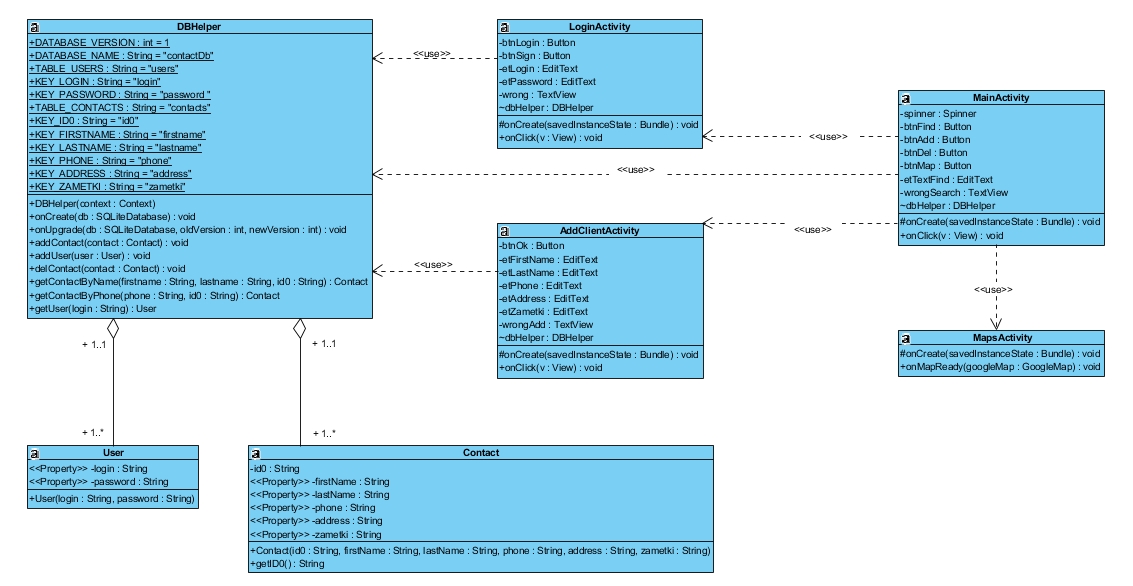 DBHelper
+DATABASE_VERSION : int = 1
+DATABASE_NAME : String = "contactDb"
+TABLE_USERS : String = "users"
+KEY_LOGIN : String = "login"
+KEY_PASSWORD : String = "password "
+TABLE_CONTACTS : String = "contacts"
+KEY_ID0 : String = "id0"
+KEY_FIRSTNAME : String = "firstname"
+KEY_LASTNAME : String = "lastname"
+KEY_PHONE : String = "phone"
+KEY_ADDRESS : String = "address"
+KEY_ZAMETKI : String = "zametki"
+DBHelper(context : Context)
+onCreate(db : SQLiteDatabase) : void
+onUpgrade(db : SQLiteDatabase, oldVersion : int, newVersion : int) : void
+addContact(contact : Contact) : void
+addUser(user : User) : void
+delContact(contact : Contact) : void
+getContactByName(firstname : String, lastname : String, id0 : String) : Contact
+getContactByPhone(phone : String, id0 : String) : Contact
+getUser(login : String) : User
<<use>>
LoginActivity
-btnLogin : Button
-btnSign : Button
-etLogin : EditText
-etPassword : EditText
-wrong : TextView
~dbHelper : DBHelper
#onCreate(savedInstanceState : Bundle) : void
+onClick(v : View) : void
<<use>>
<<use>>
MainActivity
-spinner : Spinner
-btnFind : Button
-btnAdd : Button
-btnDel : Button
-btnMap : Button
-etTextFind : EditText
-wrongSearch : TextView
~dbHelper : DBHelper
#onCreate(savedInstanceState : Bundle) : void
+onClick(v : View) : void
<<use>>
<<use>>
AddClientActivity
-btnOk : Button
-etFirstName : EditText
-etLastName : EditText
-etPhone : EditText
-etAddress : EditText
-etZametki : EditText
-wrongAdd : TextView
~dbHelper : DBHelper
#onCreate(savedInstanceState : Bundle) : void
+onClick(v : View) : void
<<use>>
MapsActivity
#onCreate(savedInstanceState : Bundle) : void
+onMapReady(googleMap : GoogleMap) : void
+ 1..1
+ 1..1
+ 1..*
+ 1..*
User
<<Property>> -login : String
<<Property>> -password : String
+User(login : String, password : String)
Contact
-id0 : String
<<Property>> -firstName : String
<<Property>> -lastName : String
<<Property>> -phone : String
<<Property>> -address : String
<<Property>> -zametki : String
+Contact(id0 : String, firstName : String, lastName : String, phone : String, address : String, zametki : String)
+getID0() : String